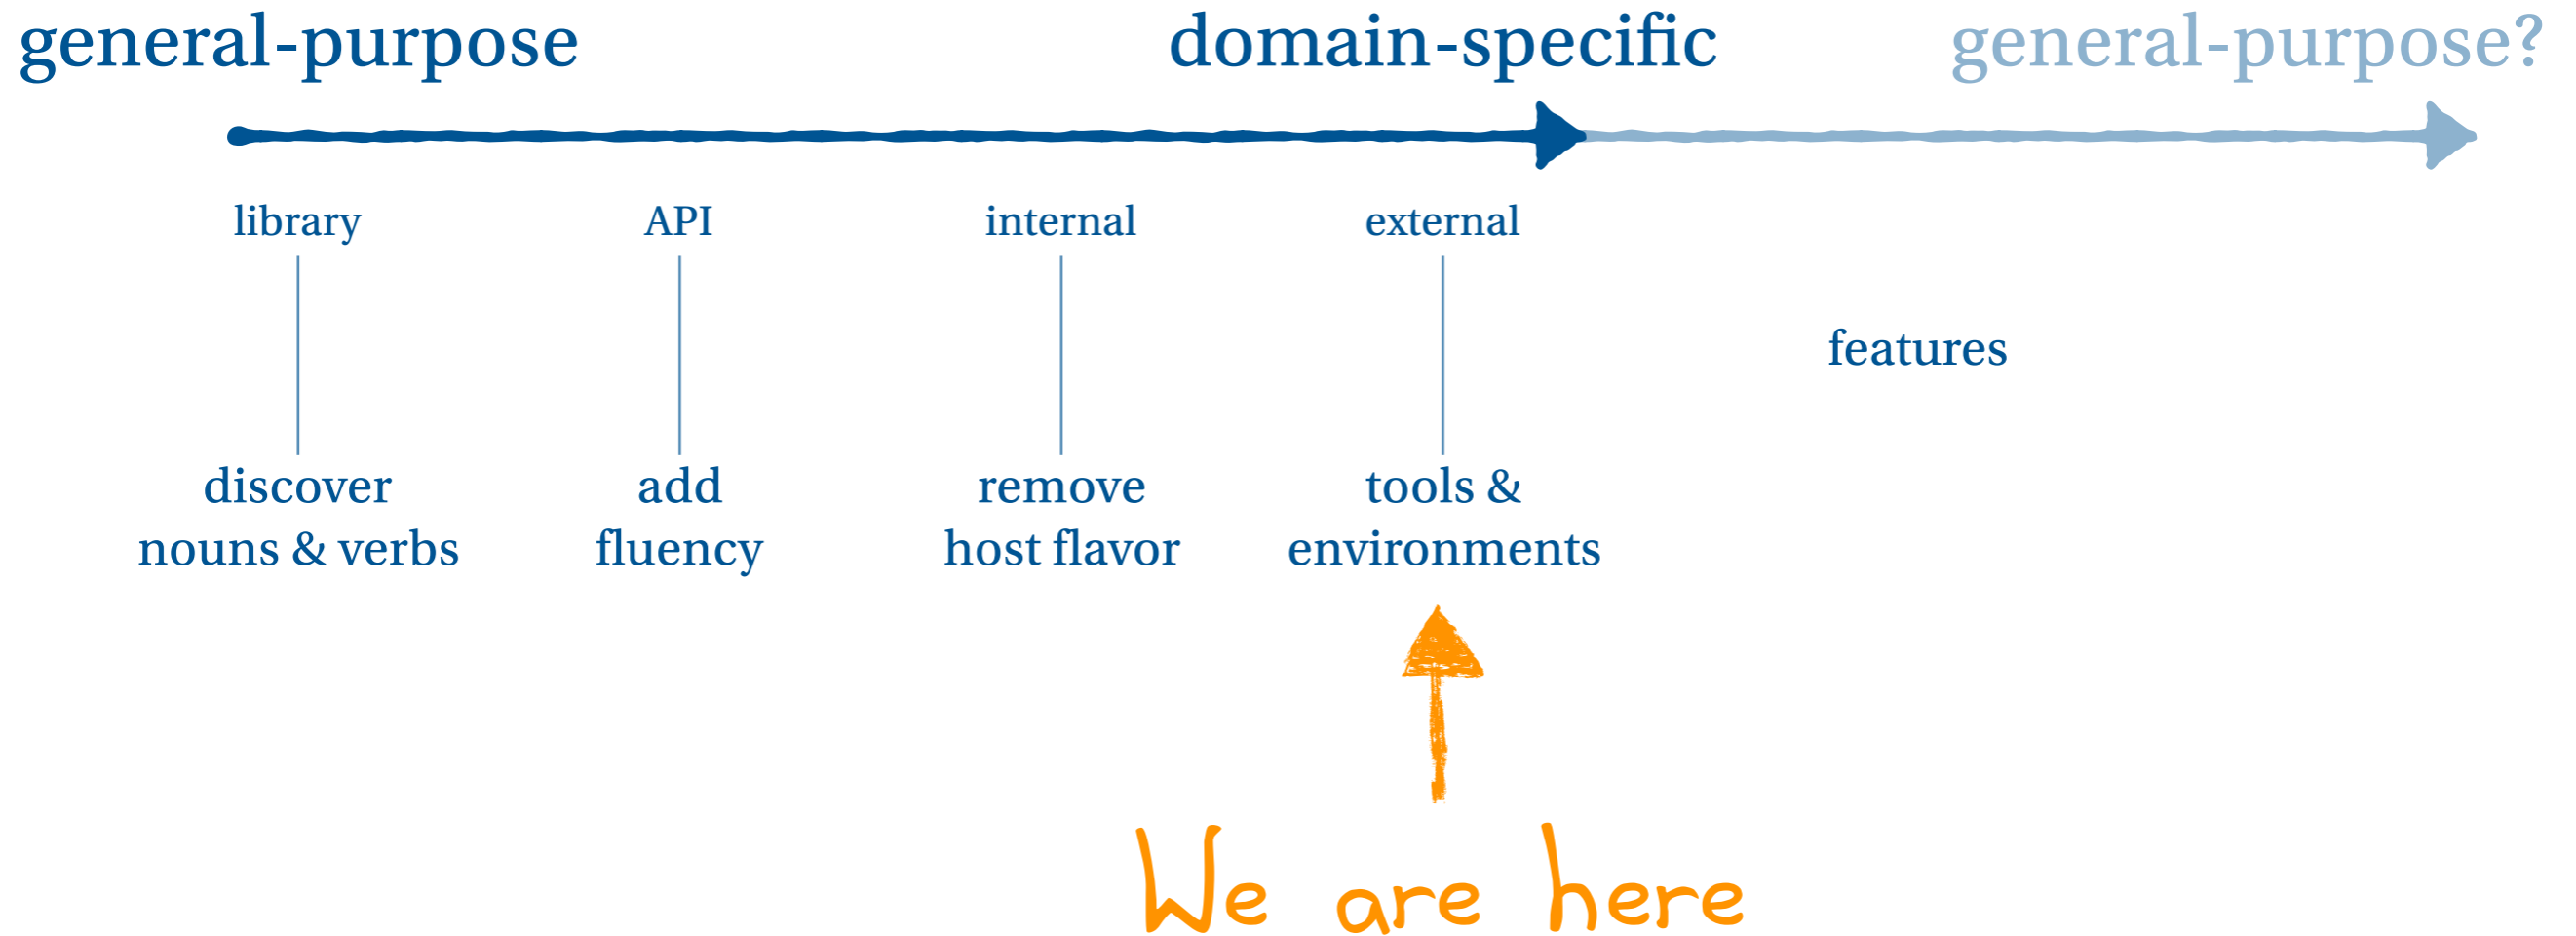 general-purpose domain-specific general-purpose?
library API internal external
features
discover add remove tools &
nouns & verbs fluency host flavor environments
We are here